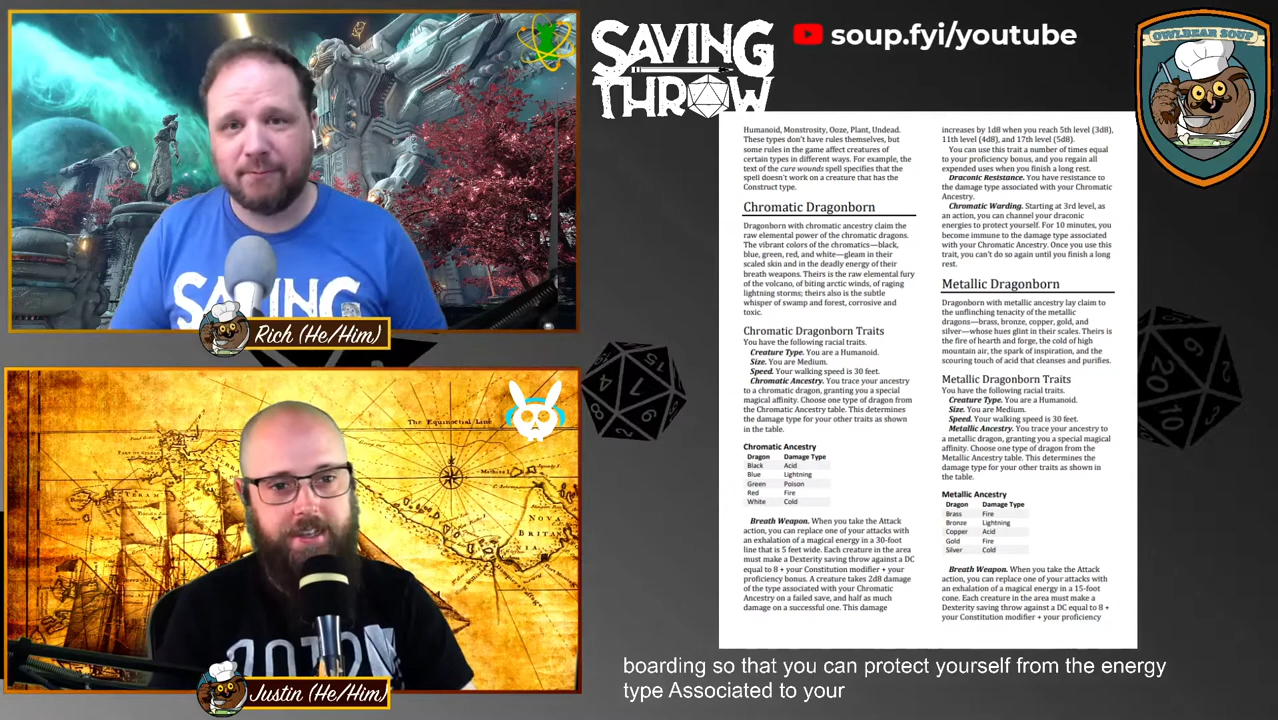 SAVING
THROW
soup.fyi/youtube
OWLBEAR SOUP
SAVING
Rich (He/Him)
The Equinoctial Line
Justin (He/Him)
Humanoid, Monstrosity, Ooze, Plant, Undead.
These types don't have rules themselves, but
some rules in the game affect creatures of
certain types in different ways. For example, the
text of the cure wounds spell specifies that the
spell doesn't work on a creature that has the
Construct type.
Chromatic Dragonborn
Dragonborn with chromatic ancestry claim the
raw elemental power of the chromatic dragons.
The vibrant colors of the chromatics—black,
blue, green, red, and white—gleam in their
scaled skin and in the deadly energy of their
breath weapons. Theirs is the raw elemental fury
of the volcano, of biting arctic winds, of raging
lightning storms; theirs also is the subtle
whisper of swamp and forest, corrosive and
toxic.
Chromatic Dragonborn Traits
You have the following racial traits.
Creature Type. You are a Humanoid.
Size. You are Medium.
Speed. Your walking speed is 30 feet.
Chromatic Ancestry. You trace your ancestry
to a chromatic dragon, granting you a special
magical affinity. Choose one type of dragon from
the Chromatic Ancestry table. This determines
the damage type for your other traits as shown
in the table.
Chromatic Ancestry
Dragon Damage Type
Black Acid
Blue Lightning
Green Poison
Red Fire
White Cold
Breath Weapon. When you take the Attack
action, you can replace one of your attacks with
an exhalation of magical energy in a 30-foot
line that is 5 feet wide. Each creature in the area
must make a Dexterity saving throw against a DC
equal to 8 + your Constitution modifier + your
proficiency bonus. A creature takes 2d8 damage
of the type associated with your Chromatic
Ancestry on a failed save, and half as much
damage on a successful one. This damage
increases by 1d8 when you reach 5th level (3d8),
11th level (4d8), and 17th level (5d8).
You can use this trait a number of times equal
to your proficiency bonus, and you regain all
expended uses when you finish a long rest.
Draconic Resistance. You have resistance to
the damage type associated with your Chromatic
Ancestry.
Chromatic Warding. Starting at 3rd level, as
an action, you can channel your draconic
energies to protect yourself. For 10 minutes, you
become immune to the damage type associated
with your Chromatic Ancestry. Once you use this
trait, you can't do so again until you finish a long
rest.
Metallic Dragonborn
Dragonborn with metallic ancestry lay claim to
the unflinching tenacity of the metallic
dragons—brass, bronze, copper, gold, and
silver—whose hues glint in their scales. Theirs is
the fire of hearth and forge, the cold of high
mountain air, the spark of inspiration, and the
scouring touch of acid that cleanses and purifies.
Metallic Dragonborn Traits
You have the following racial traits.
Creature Type. You are a Humanoid.
Size. You are Medium.
Speed. Your walking speed is 30 feet.
Metallic Ancestry. You trace your ancestry to
a metallic dragon, granting you a special magical
affinity. Choose one type of dragon from the
Metallic Ancestry table. This determines the
damage type for your other traits as shown in
the table.
Metallic Ancestry
Dragon Damage Type
Brass Fire
Bronze Lightning
Copper Acid
Gold Fire
Silver Cold
Breath Weapon. When you take the Attack
action, you can replace one of your attacks with
an exhalation of magical energy in a 15-foot
cone. Each creature in the area must make a
Dexterity saving throw against a DC equal to 8 +
your Constitution modifier + your proficiency
boarding so that you can protect yourself from the energy
type Associated to your